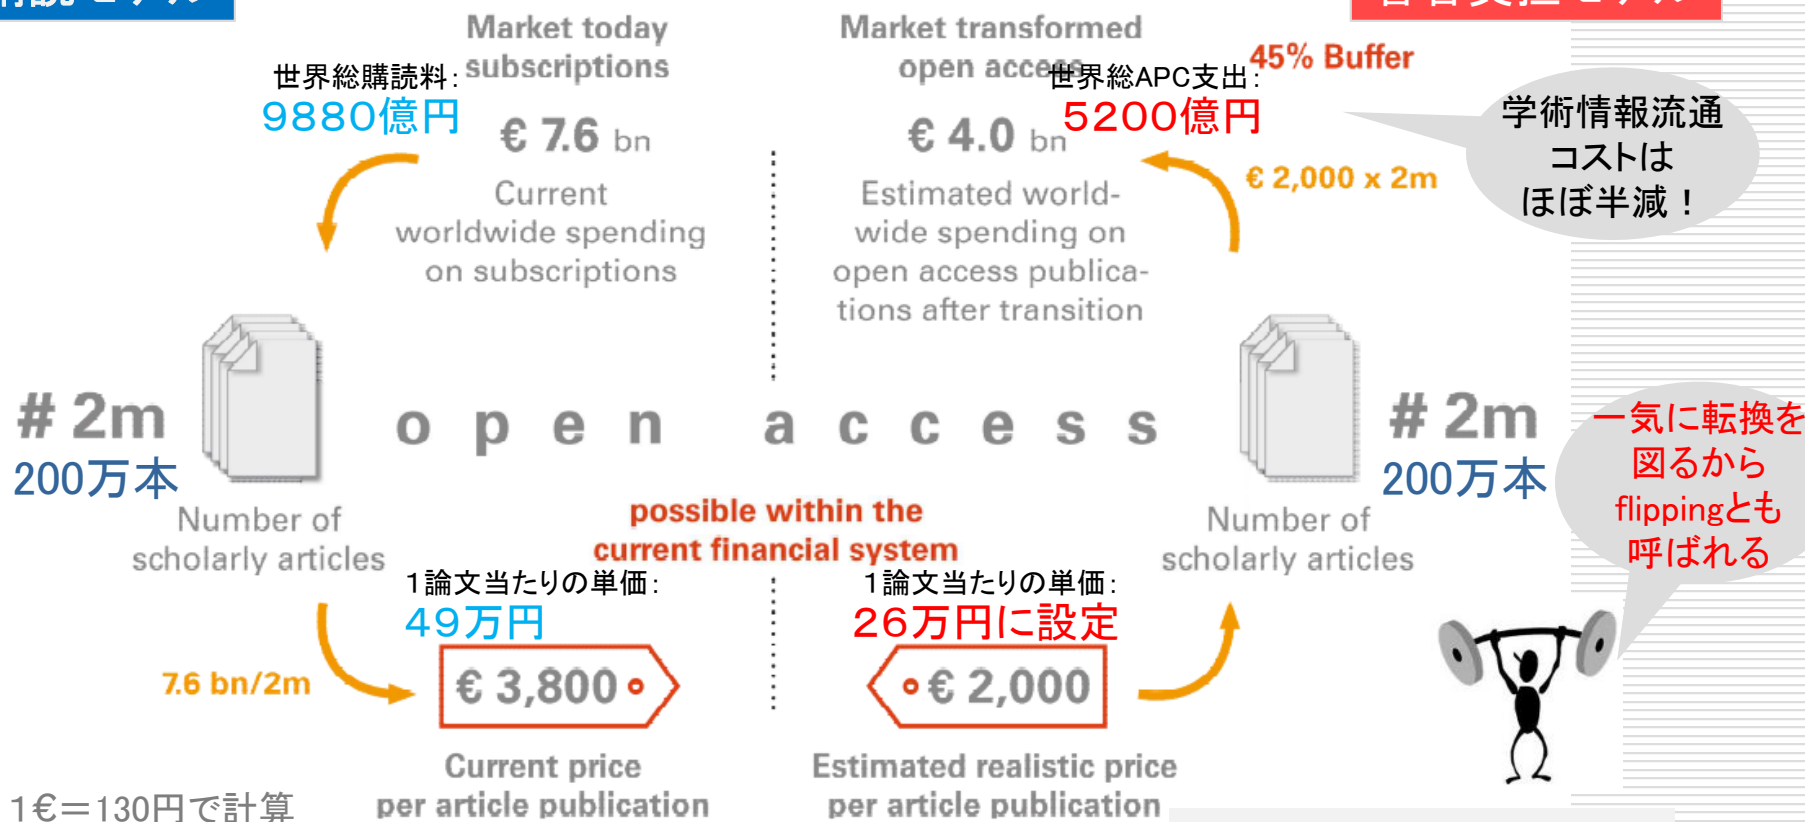 Market today
subscriptions
世界総購読料：
9880億円
€ 7.6 bn
Current
worldwide spending
on subscriptions
Market transformed
open access
世界総APC支出：
5200億円
45% Buffer
€ 4.0 bn
€ 2,000 x 2m
Estimated world-
wide spending on
open access publica-
tions after transition
学術情報流通
コストは
ほぼ半減！
# 2m
200万本
Number of
scholarly articles
open access
possible within the
current financial system
# 2m
200万本
Number of
scholarly articles
一気に転換を
図るから
flippingとも
呼ばれる
1論文当たりの単価：
49万円
7.6 bn/2m
€ 3,800
Current price
per article publication
1論文当たりの単価：
26万円に設定
€ 2,000
Estimated realistic price
per article publication
1€＝130円で計算